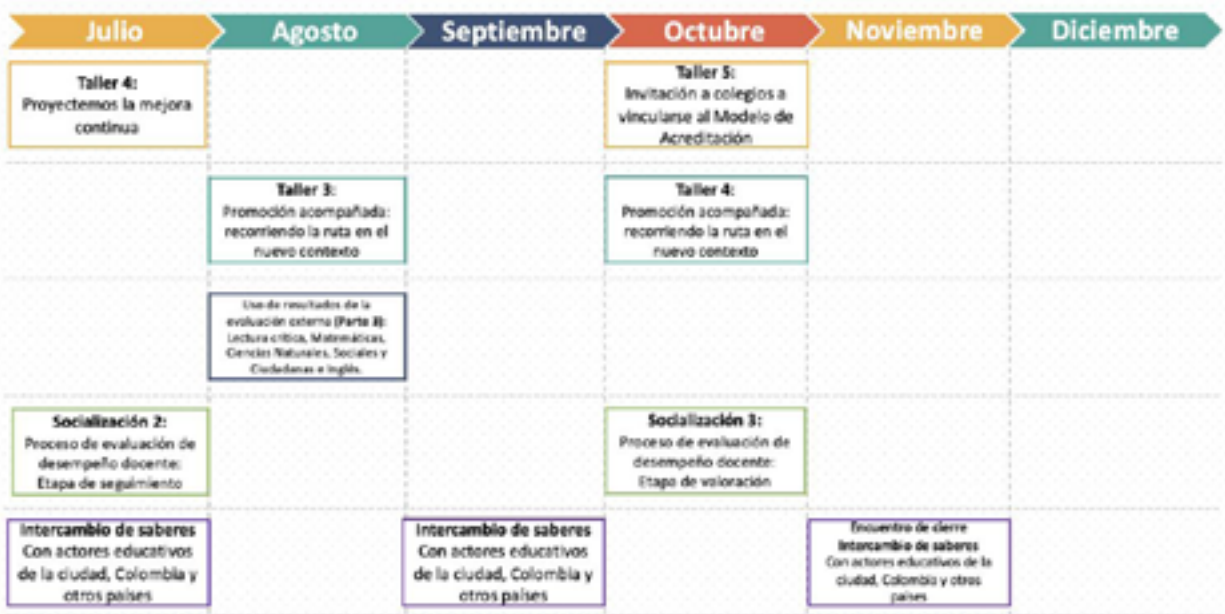 Julio
Agosto
Septiembre
Octubre
Noviembre
Diciembre
Taller 4:
Proyectemos la mejora
continua
Taller 5:
Invitación a colegios a
vincularse al Modelo de
Acreditación
Taller 3:
Promoción acompañada:
recorriendo la ruta en el
nuevo contexto
Taller 4:
Promoción acompañada:
recorriendo la ruta en el
nuevo contexto
Uso de resultados de la
evaluación externa (Parte 3):
Lectura crítica, Matemáticas,
Ciencias Naturales, Sociales y
Ciudadanas e Inglés.
Socialización 2:
Proceso de evaluación de
desempeño docente:
Etapa de seguimiento
Socialización 3:
Proceso de evaluación de
desempeño docente:
Etapa de valoración
Intercambio de saberes
Con actores educativos
de la ciudad, Colombia y
otros países
Intercambio de saberes
Con actores educativos
de la ciudad, Colombia y
otros países
Encuentro de cierre
Intercambio de saberes
Con actores educativos de la
ciudad, Colombia y otros
países